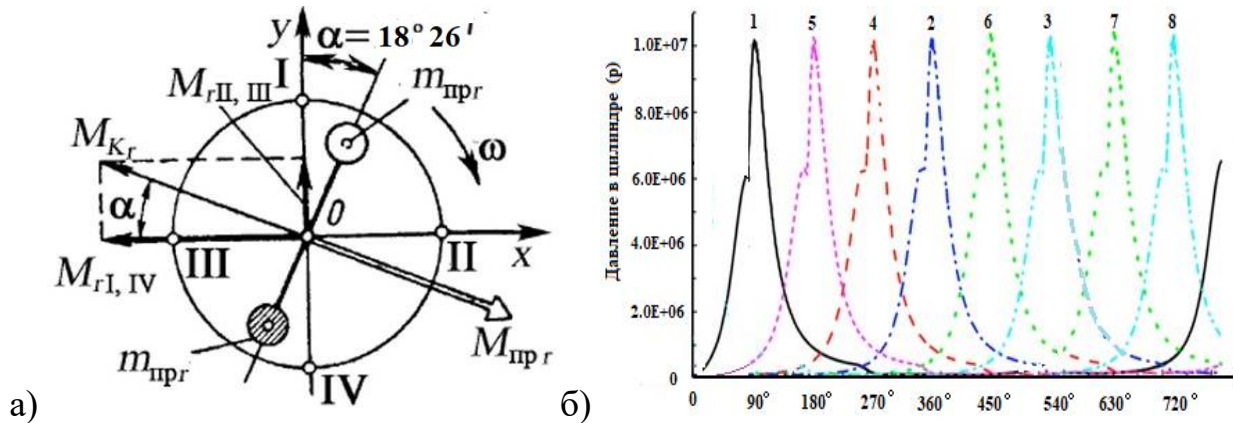 y α= 18° 26′
I
M_rII, III
m_прr
M_Kr
ω
α
0
III
II
x
M_rI, IV
M_прr
m_прr
IV
а)
1 5 4 2 6 3 7 8
Давление в цилиндре (р)
1.0E+07
8.0E+06
6.0E+06
4.0E+06
2.0E+06
0
0 90° 180° 270° 360° 450° 540° 630° 720°
б)